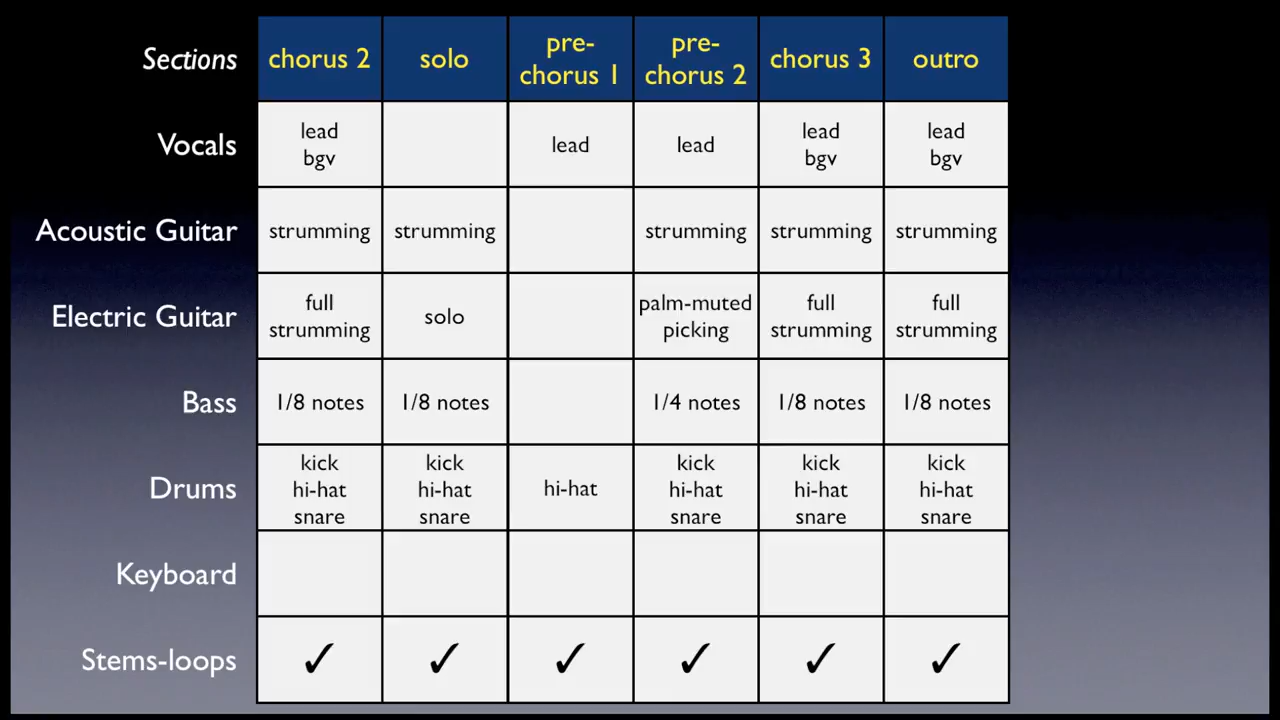 Sections chorus 2 solo pre-chorus 1 pre-chorus 2 chorus 3 outro
Vocals lead bgv lead lead lead bgv lead bgv
Acoustic Guitar strumming strumming strumming strumming strumming
Electric Guitar full strumming solo palm-muted picking full strumming full strumming
Bass 1/8 notes 1/8 notes 1/4 notes 1/8 notes 1/8 notes
Drums kick hi-hat snare kick hi-hat snare hi-hat kick hi-hat snare kick hi-hat snare kick hi-hat snare
Keyboard
Stems-loops ✓ ✓ ✓ ✓ ✓ ✓